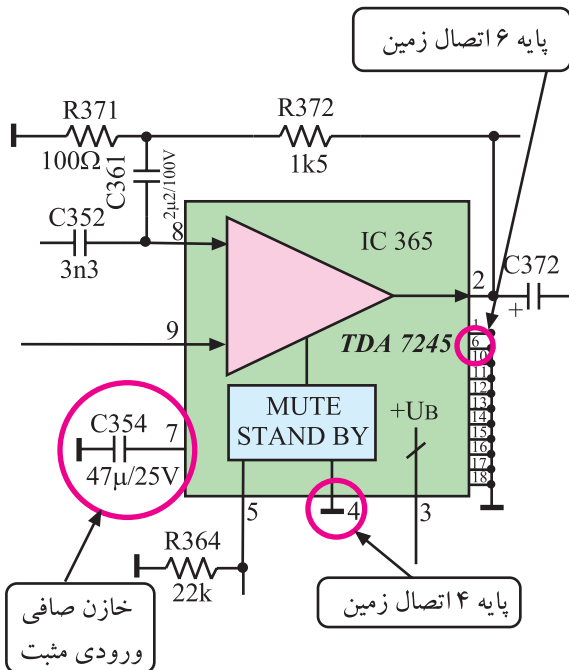 پایه ۶ اتصال زمین
R371
100Ω
R372
1k5
C361
2µ2/100V
C352
3n3
8
IC 365
2
C372
+
9
TDA 7245
1
6
10
11
12
13
14
15
16
17
18
MUTE
STAND BY
+UB
C354
47µ/25V
7
5
4
3
R364
22k
خازن صافی
ورودی مثبت
پایه ۴ اتصال زمین